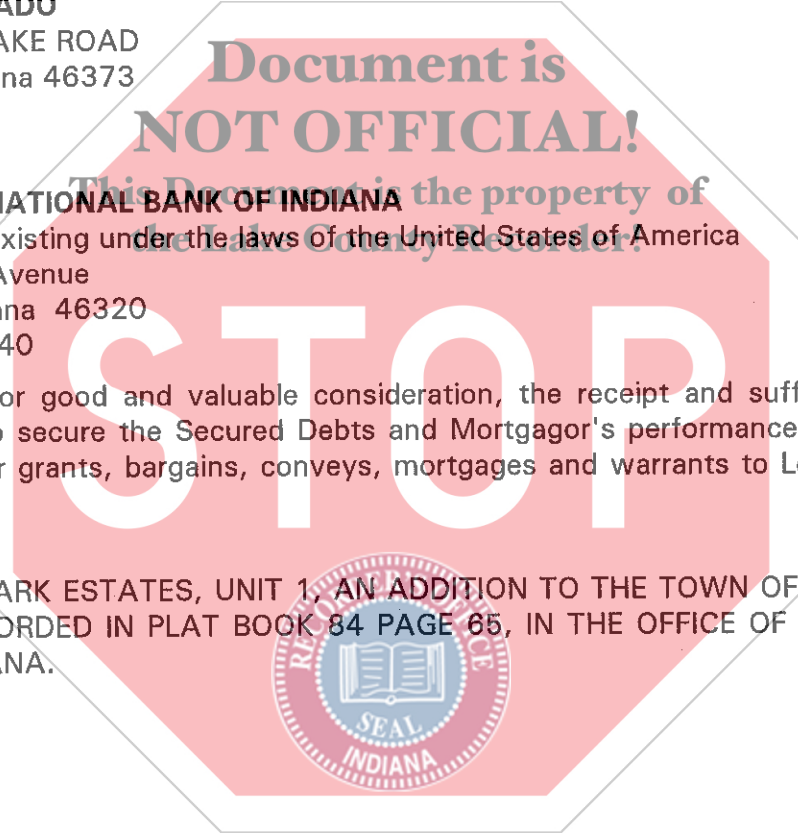 ADO
AKE ROAD
na 46373
Document is
NOT OFFICIAL!
This Document is the property of
the Lake County Recorder!
NATIONAL BANK OF INDIANA
xisting under the laws of the United States of America
Avenue
ana 46320
40
STOP
or good and valuable consideration, the receipt and suff
o secure the Secured Debts and Mortgagor's performance
r grants, bargains, conveys, mortgages and warrants to L
ARK ESTATES, UNIT 1, AN ADDITION TO THE TOWN OF
ORDED IN PLAT BOOK 84 PAGE 65, IN THE OFFICE OF
ANA.
RECORDER'S OFFICE
SEAL
INDIANA